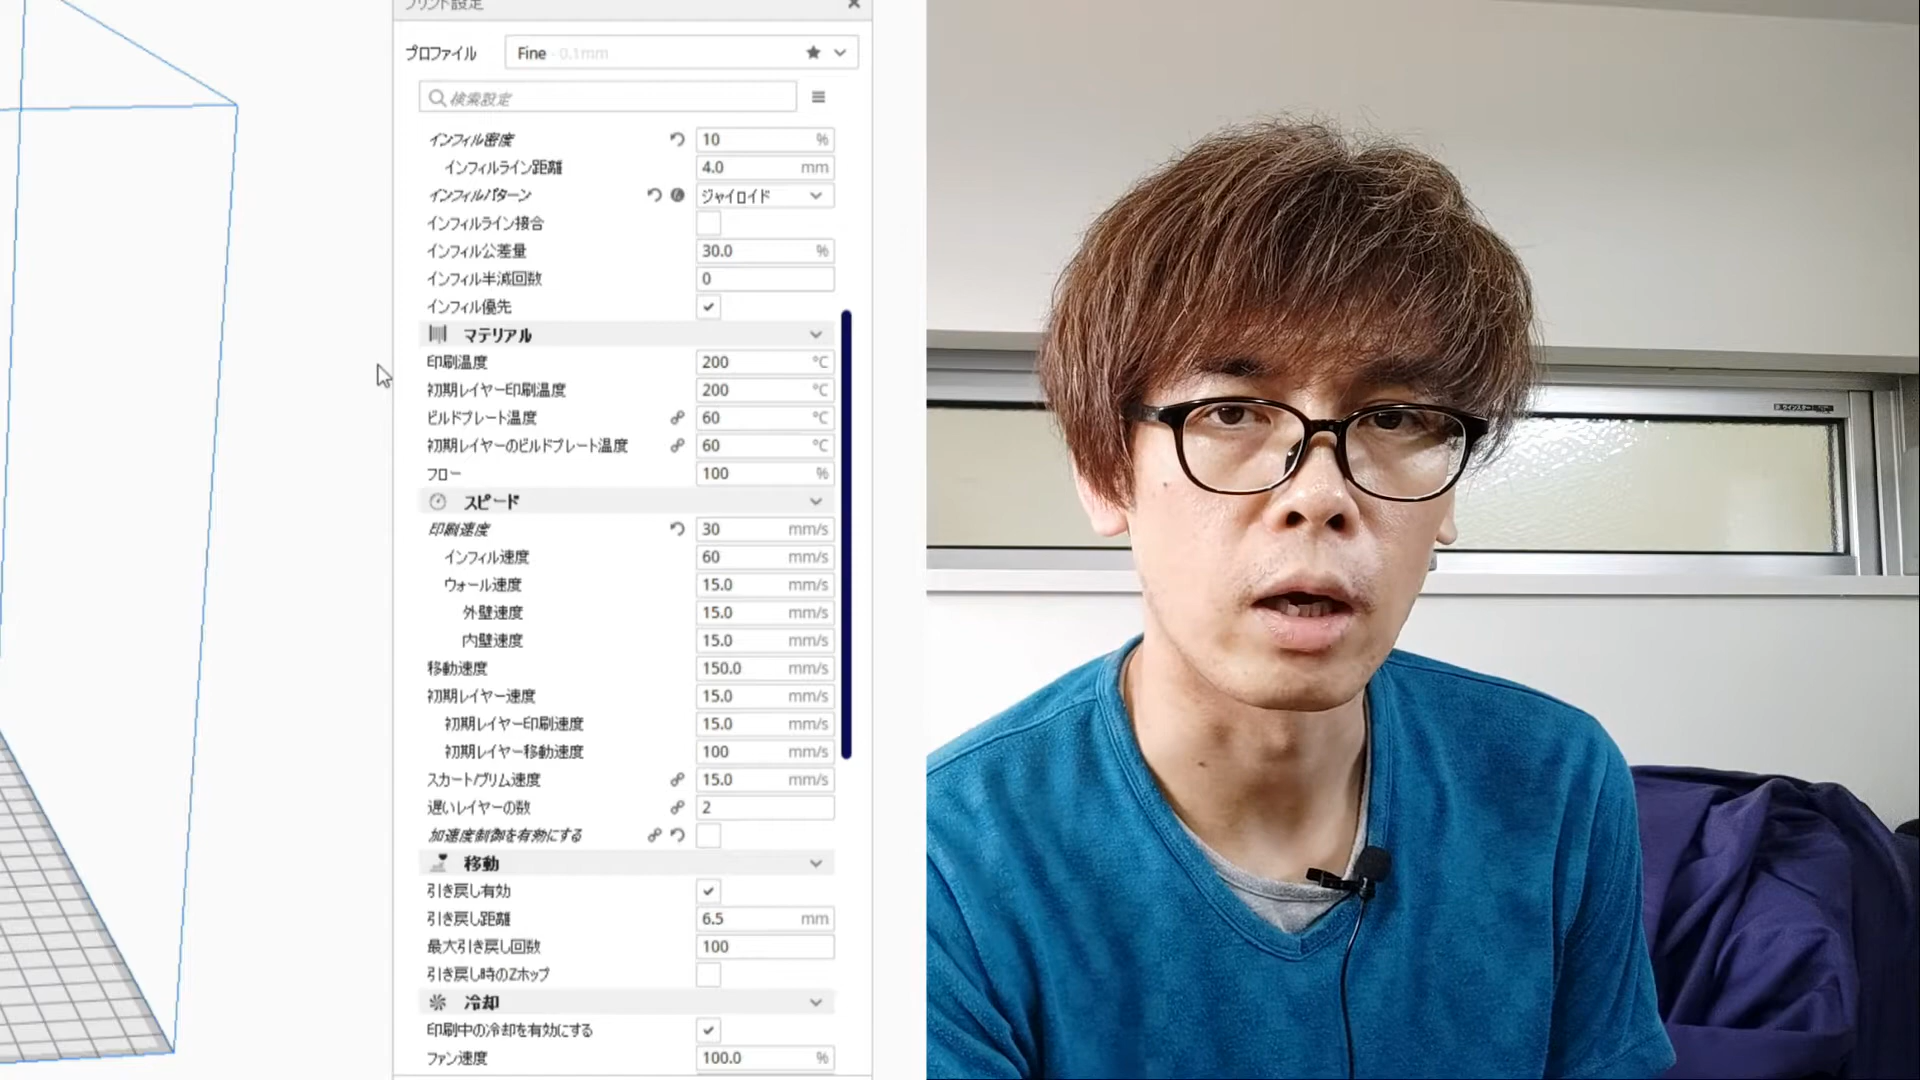 プリント設定
プロファイル Fine - 0.1mm
検索設定
インフィル密度 10 %
インフィルライン距離 4.0 mm
インフィルパターン ジャイロイド
インフィルライン接合
インフィル公差量 30.0 %
インフィル半減回数 0
インフィル優先
マテリアル
印刷温度 200 °C
初期レイヤー印刷温度 200 °C
ビルドプレート温度 60 °C
初期レイヤーのビルドプレート温度 60 °C
フロー 100 %
スピード
印刷速度 30 mm/s
インフィル速度 60 mm/s
ウォール速度 15.0 mm/s
外壁速度 15.0 mm/s
内壁速度 15.0 mm/s
移動速度 150.0 mm/s
初期レイヤー速度 15.0 mm/s
初期レイヤー印刷速度 15.0 mm/s
初期レイヤー移動速度 100 mm/s
スカート/ブリム速度 15.0 mm/s
遅いレイヤーの数 2
加速度制御を有効にする
移動
引き戻し有効
引き戻し距離 6.5 mm
最大引き戻し回数 100
引き戻し時のZホップ
冷却
印刷中の冷却を有効にする
ファン速度 100.0 %